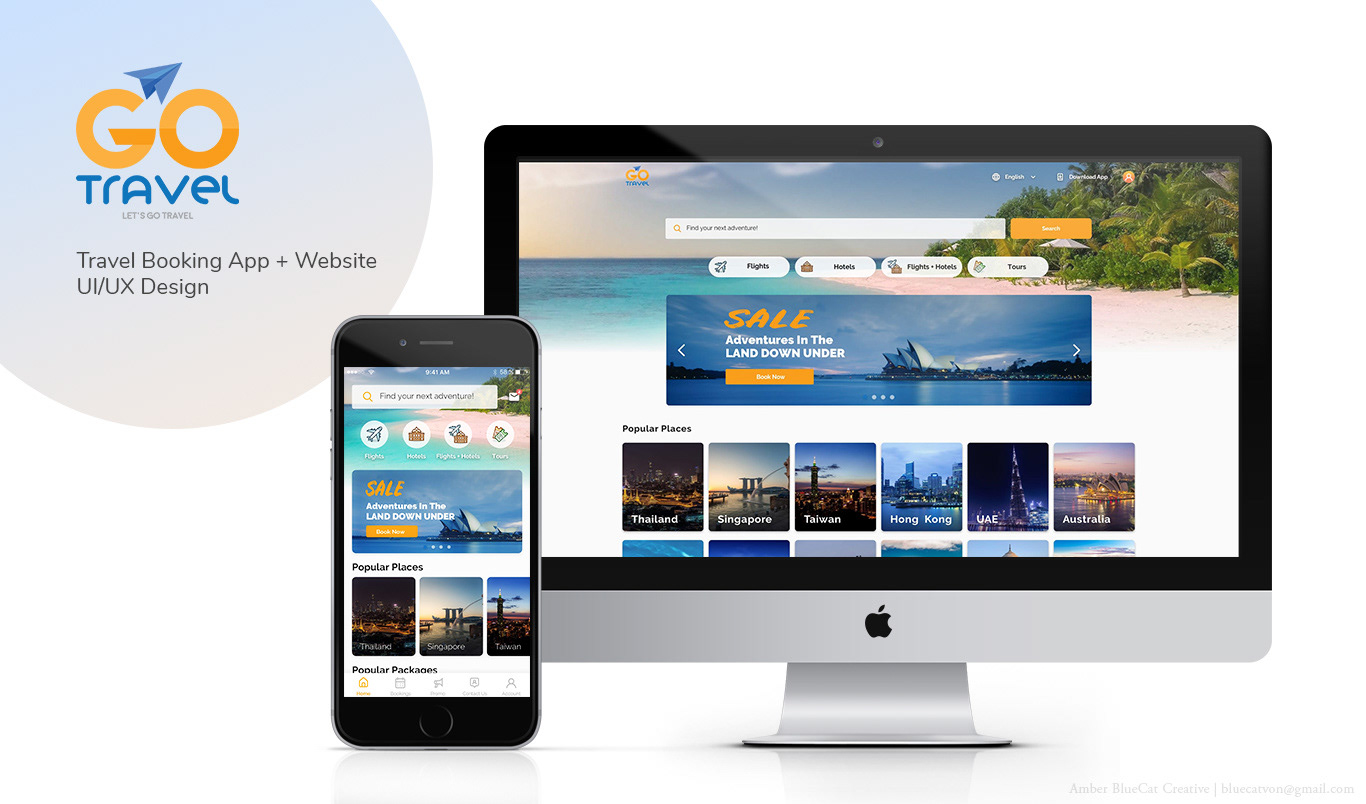 GO
TRAVEL
LET'S GO TRAVEL
Travel Booking App + Website
UI/UX Design
GO
TRAVEL
English
Download App
Find your next adventure!
Search
Flights
Hotels
Flights + Hotels
Tours
SALE
Adventures In The
LAND DOWN UNDER
Book Now
Popular Places
Thailand
Singapore
Taiwan
Hong Kong
UAE
Australia
9:41 AM
58%
Find your next adventure!
Flights
Hotels
Flights + Hotels
Tours
SALE
Adventures In The
LAND DOWN UNDER
Book Now
Popular Places
Thailand
Singapore
Taiwan
Popular Packages
Home
Bookings
Promo
Contact Us
Account
Amber BlueCat Creative | bluecatvon@gmail.com